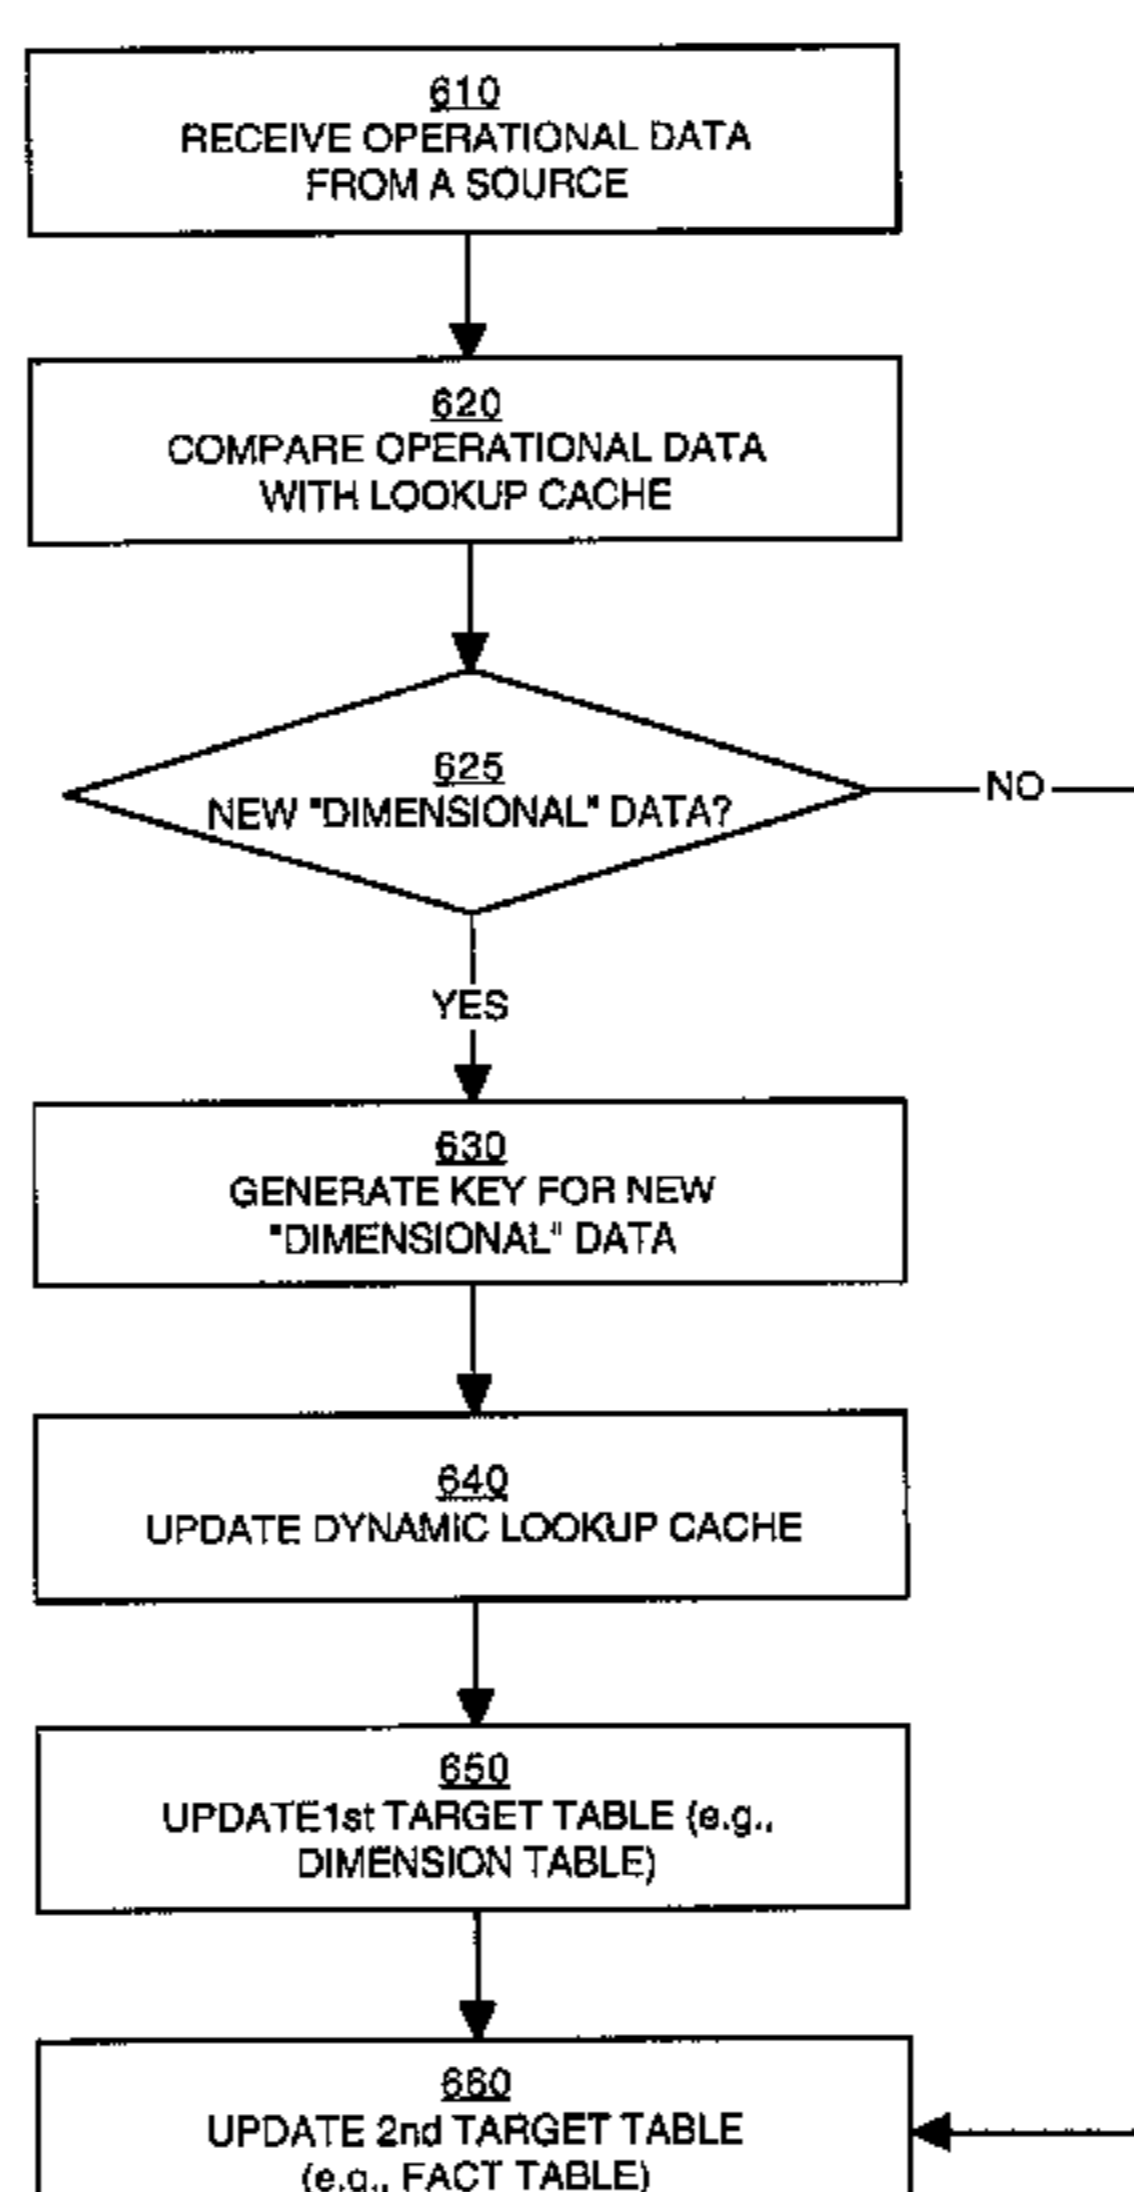 610
RECEIVE OPERATIONAL DATA
FROM A SOURCE
620
COMPARE OPERATIONAL DATA
WITH LOOKUP CACHE
625
NEW "DIMENSIONAL" DATA?
NO
YES
630
GENERATE KEY FOR NEW
"DIMENSIONAL" DATA
640
UPDATE DYNAMIC LOOKUP CACHE
650
UPDATE1st TARGET TABLE (e.g.,
DIMENSION TABLE)
660
UPDATE 2nd TARGET TABLE
(e.g., FACT TABLE)